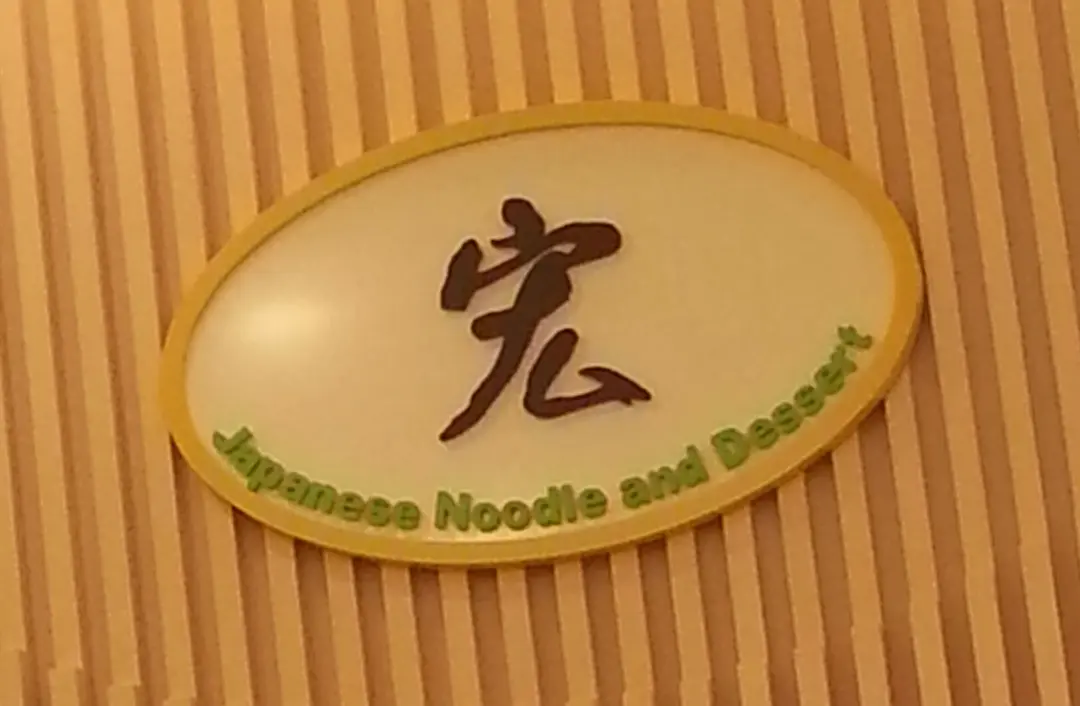 宏
Japanese Noodle and Dessert